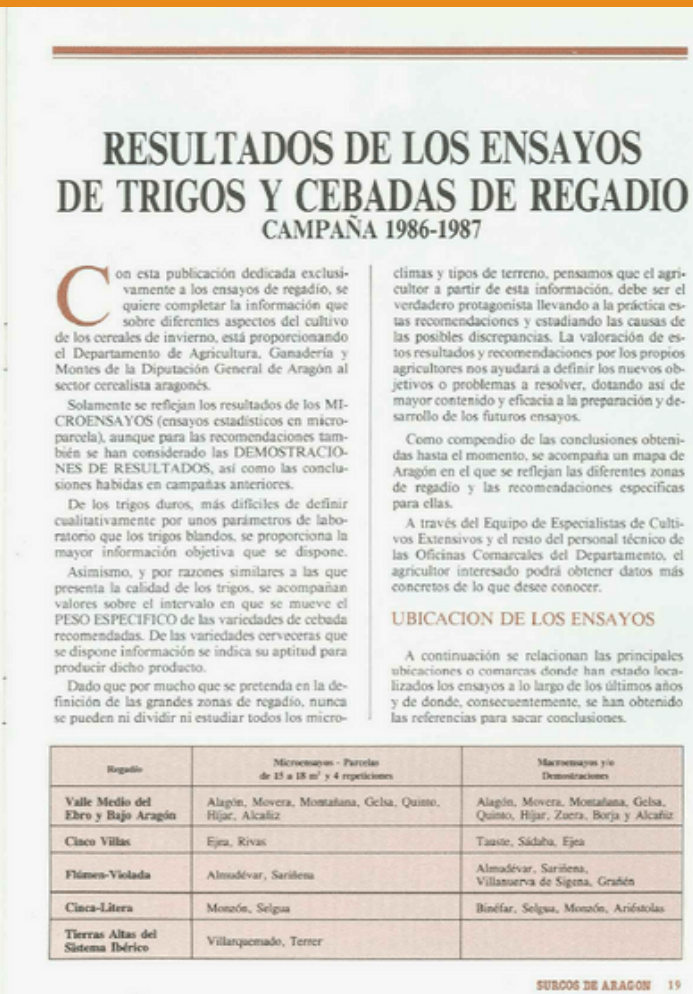 RESULTADOS DE LOS ENSAYOS
DE TRIGOS Y CEBADAS DE REGADIO
CAMPAÑA 1986-1987
Con esta publicación dedicada exclusi-
vamente a los ensayos de regadío, se
quiere completar la información que
sobre diferentes aspectos del cultivo
de los cereales de invierno, está proporcionando
el Departamento de Agricultura, Ganadería y
Montes de la Diputación General de Aragón al
sector cerealista aragonés.
Solamente se reflejan los resultados de los MI-
CROENSAYOS (ensayos estadísticos en micro-
parcela), aunque para las recomendaciones tam-
bién se han considerado las DEMOSTRACIO-
NES DE RESULTADOS, así como las conclu-
siones habidas en campañas anteriores.
De los trigos duros, más difíciles de definir
cualitativamente por unos parámetros de labo-
ratorio que los trigos blandos, se proporciona la
mayor información objetiva que se dispone.
Asimismo, y por razones similares a las que
presenta la calidad de los trigos, se acompañan
valores sobre el intervalo en que se mueve el
PESO ESPECIFICO de las variedades de cebada
recomendadas. De las variedades cerveceras que
se dispone información se indica su aptitud para
producir dicho producto.
Dado que por mucho que se pretenda en la de-
finición de las grandes zonas de regadío, nunca
se pueden ni dividir ni estudiar todos los micro-
climas y tipos de terreno, pensamos que el agri-
cultor a partir de esta información, debe ser el
verdadero protagonista llevando a la práctica es-
tas recomendaciones y estudiando las causas de
las posibles discrepancias. La valoración de es-
tos resultados y recomendaciones por los propios
agricultores nos ayudará a definir los nuevos ob-
jetivos o problemas a resolver, dotando así de
mayor contenido y eficacia a la preparación y de-
sarrollo de los futuros ensayos.
Como compendio de las conclusiones obteni-
das hasta el momento, se acompaña un mapa de
Aragón en el que se reflejan las diferentes zonas
de regadío y las recomendaciones específicas
para ellas.
A través del Equipo de Especialistas de Culti-
vos Extensivos y el resto del personal técnico de
las Oficinas Comarcales del Departamento, el
agricultor interesado podrá obtener datos más
concretos de lo que desee conocer.
UBICACION DE LOS ENSAYOS
A continuación se relacionan las principales
ubicaciones o comarcas donde han estado loca-
lizados los ensayos a lo largo de los últimos años
y de donde, consecuentemente, se han obtenido
las referencias para sacar conclusiones.
Regadío
Microensayos - Parcelas
de 15 a 18 m² y 4 repeticiones
Macroensayos y/o
Demostraciones
Valle Medio del
Ebro y Bajo Aragón
Alagón, Movera, Montañana, Gelsa, Quinto,
Híjar, Alcañiz
Alagón, Movera, Montañana, Gelsa,
Quinto, Híjar, Zuera, Borja y Alcañiz
Cinco Villas
Ejea, Rivas
Tauste, Sádaba, Ejea
Flúmen-Violada
Almudévar, Sariñena
Almudévar, Sariñena,
Villanuerva de Sigena, Grañén
Cinca-Litera
Monzón, Selgua
Binéfar, Selgua, Monzón, Ariéstolas
Tierras Altas del
Sistema Ibérico
Villarquemado, Terrer
SURCOS DE ARAGON 19